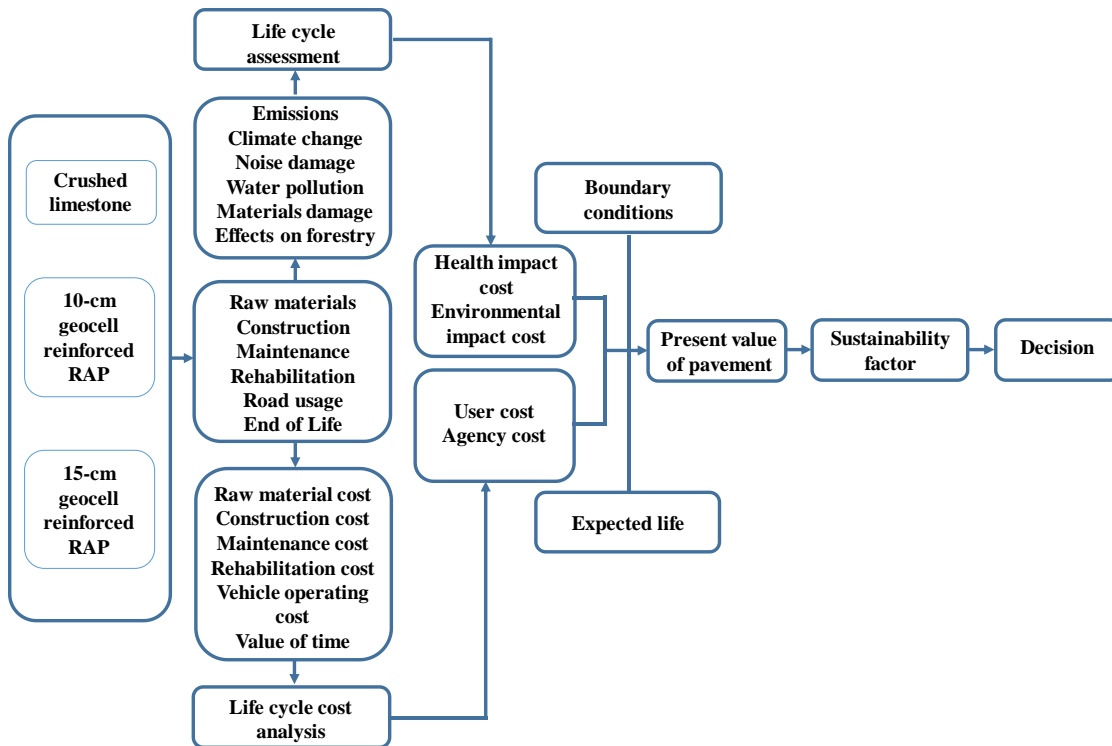 Life cycle
assessment
Emissions
Climate change
Noise damage
Water pollution
Materials damage
Effects on forestry
Crushed
limestone
10-cm
geocell
reinforced
RAP
15-cm
geocell
reinforced
RAP
Raw materials
Construction
Maintenance
Rehabilitation
Road usage
End of Life
Raw material cost
Construction cost
Maintenance cost
Rehabilitation cost
Vehicle operating
cost
Value of time
Life cycle cost
analysis
Health impact
cost
Environmental
impact cost
User cost
Agency cost
Boundary
conditions
Expected life
Present value
of pavement
Sustainability
factor
Decision